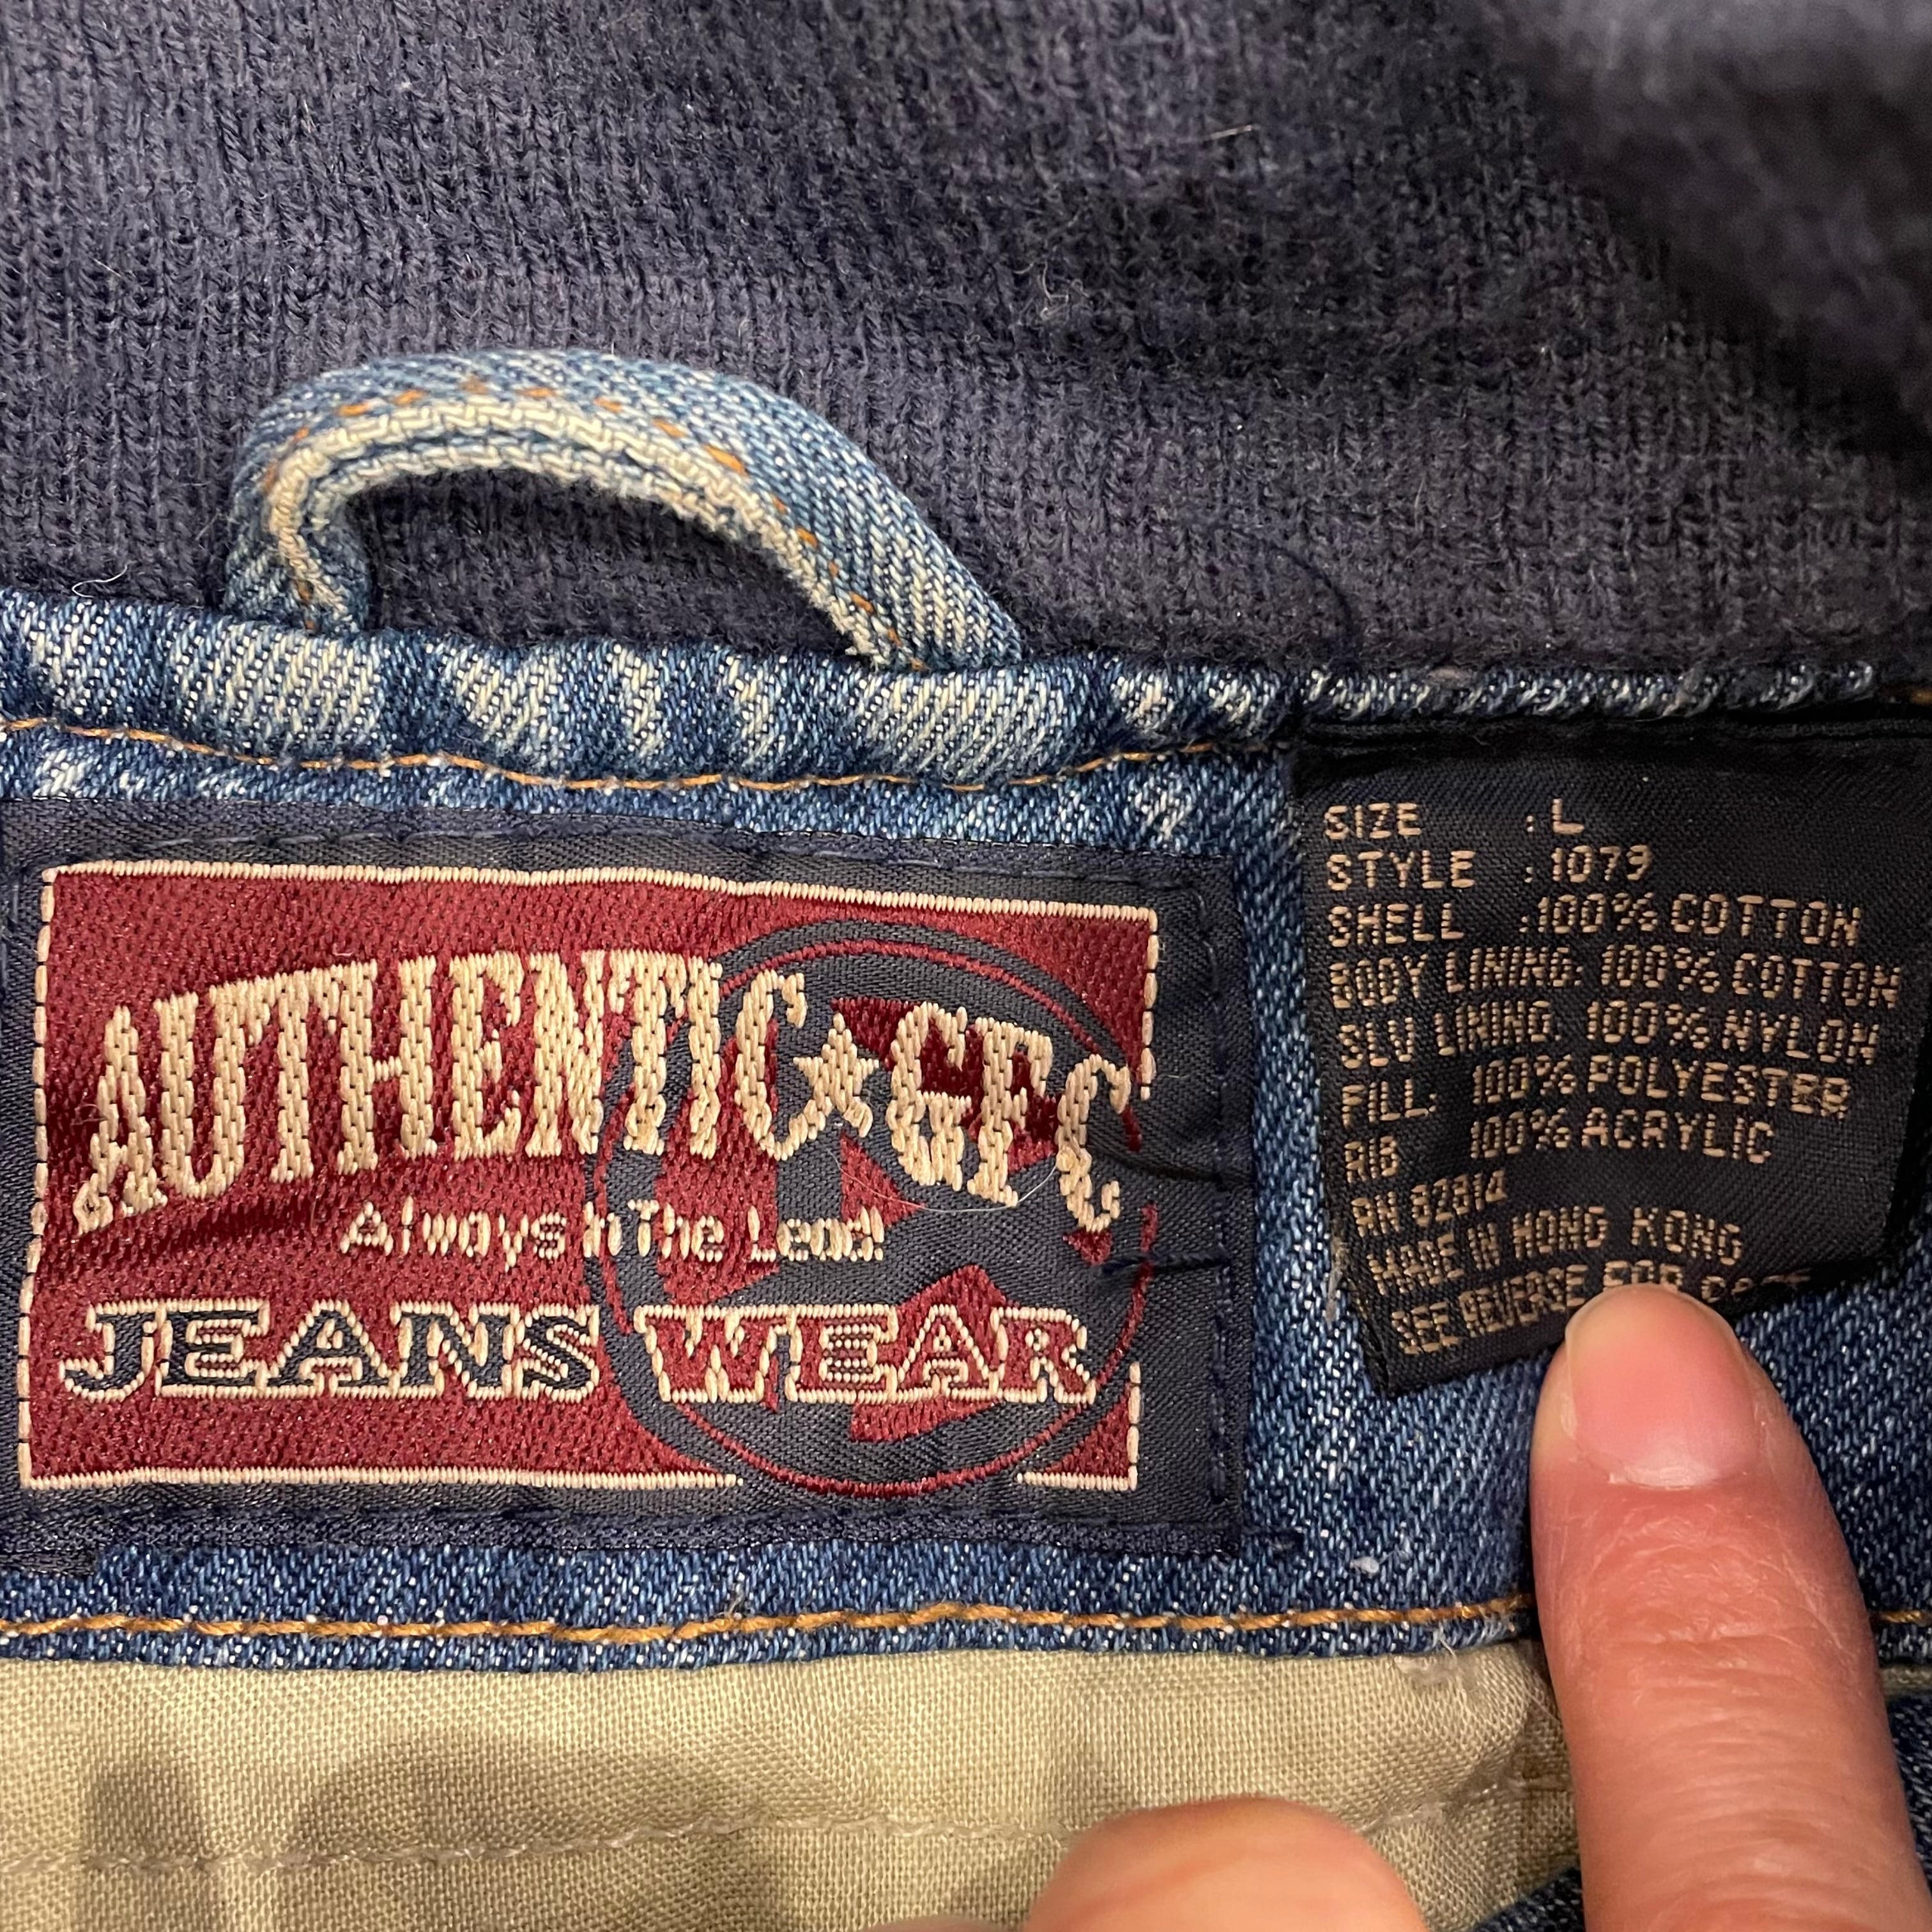 AUTHENTIC★GFC
Always In The Lead!
JEANS WEAR
SIZE : L
STYLE : 1079
SHELL : 100% COTTON
BODY LINING: 100% COTTON
SLV LINING: 100% NYLON
FILL: 100% POLYESTER
RIB 100% ACRYLIC
RN 82814
MADE IN HONG KONG
SEE REVERSE FOR